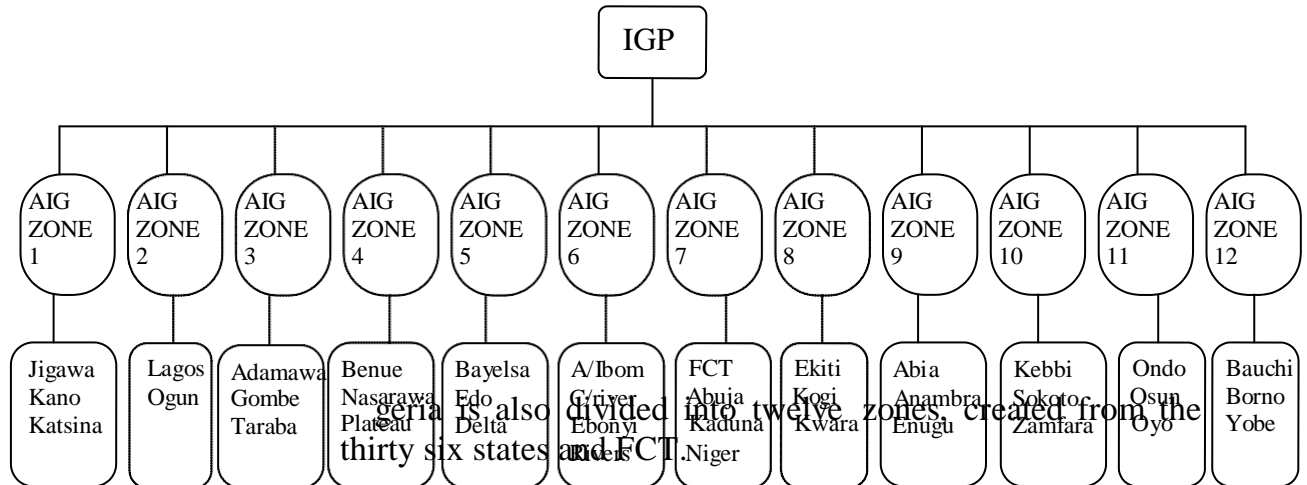 IGP
AIG
ZONE
1
AIG
ZONE
2
AIG
ZONE
3
AIG
ZONE
4
AIG
ZONE
5
AIG
ZONE
6
AIG
ZONE
7
AIG
ZONE
8
AIG
ZONE
9
AIG
ZONE
10
AIG
ZONE
11
AIG
ZONE
12
Jigawa
Kano
Katsina
Lagos
Ogun
Adamawa
Gombe
Taraba
Benue
Nasarawa
Plateau
Bayelsa
Edo
Delta
A/Ibom
C/river
Ebonyi
Rivers
FCT
Abuja
Kaduna
Niger
Ekiti
Kogi
Kwara
Abia
Anambra
Enugu
Kebbi
Sokoto
Zamfara
Ondo
Osun
Oyo
Bauchi
Borno
Yobe
geria is also divided into twelve zones, created from the
thirty six states and FCT.